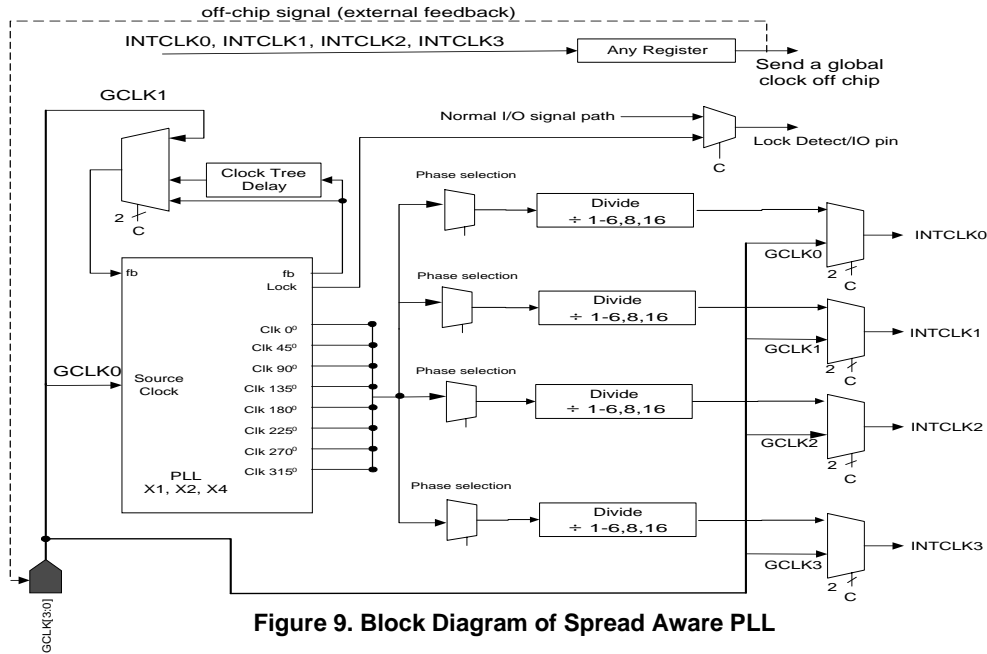 off-chip signal (external feedback)
INTCLK0, INTCLK1, INTCLK2, INTCLK3
Any Register
Send a global
clock off chip
GCLK1
Normal I/O signal path
Lock Detect/IO pin
C
Clock Tree
Delay
2
C
Phase selection
Divide
÷ 1-6,8,16
INTCLK0
GCLK0
2
C
fb
fb
Lock
Phase selection
Divide
÷ 1-6,8,16
INTCLK1
GCLK1
2
C
Clk 0º
Clk 45º
Clk 90º
Clk 135º
Clk 180º
Clk 225º
Clk 270º
Clk 315º
GCLK0
Source
Clock
PLL
X1, X2, X4
Phase selection
Divide
÷ 1-6,8,16
INTCLK2
GCLK2
2
C
Phase selection
Divide
÷ 1-6,8,16
INTCLK3
GCLK3
2
C
GCLK[3:0]
Figure 9. Block Diagram of Spread Aware PLL